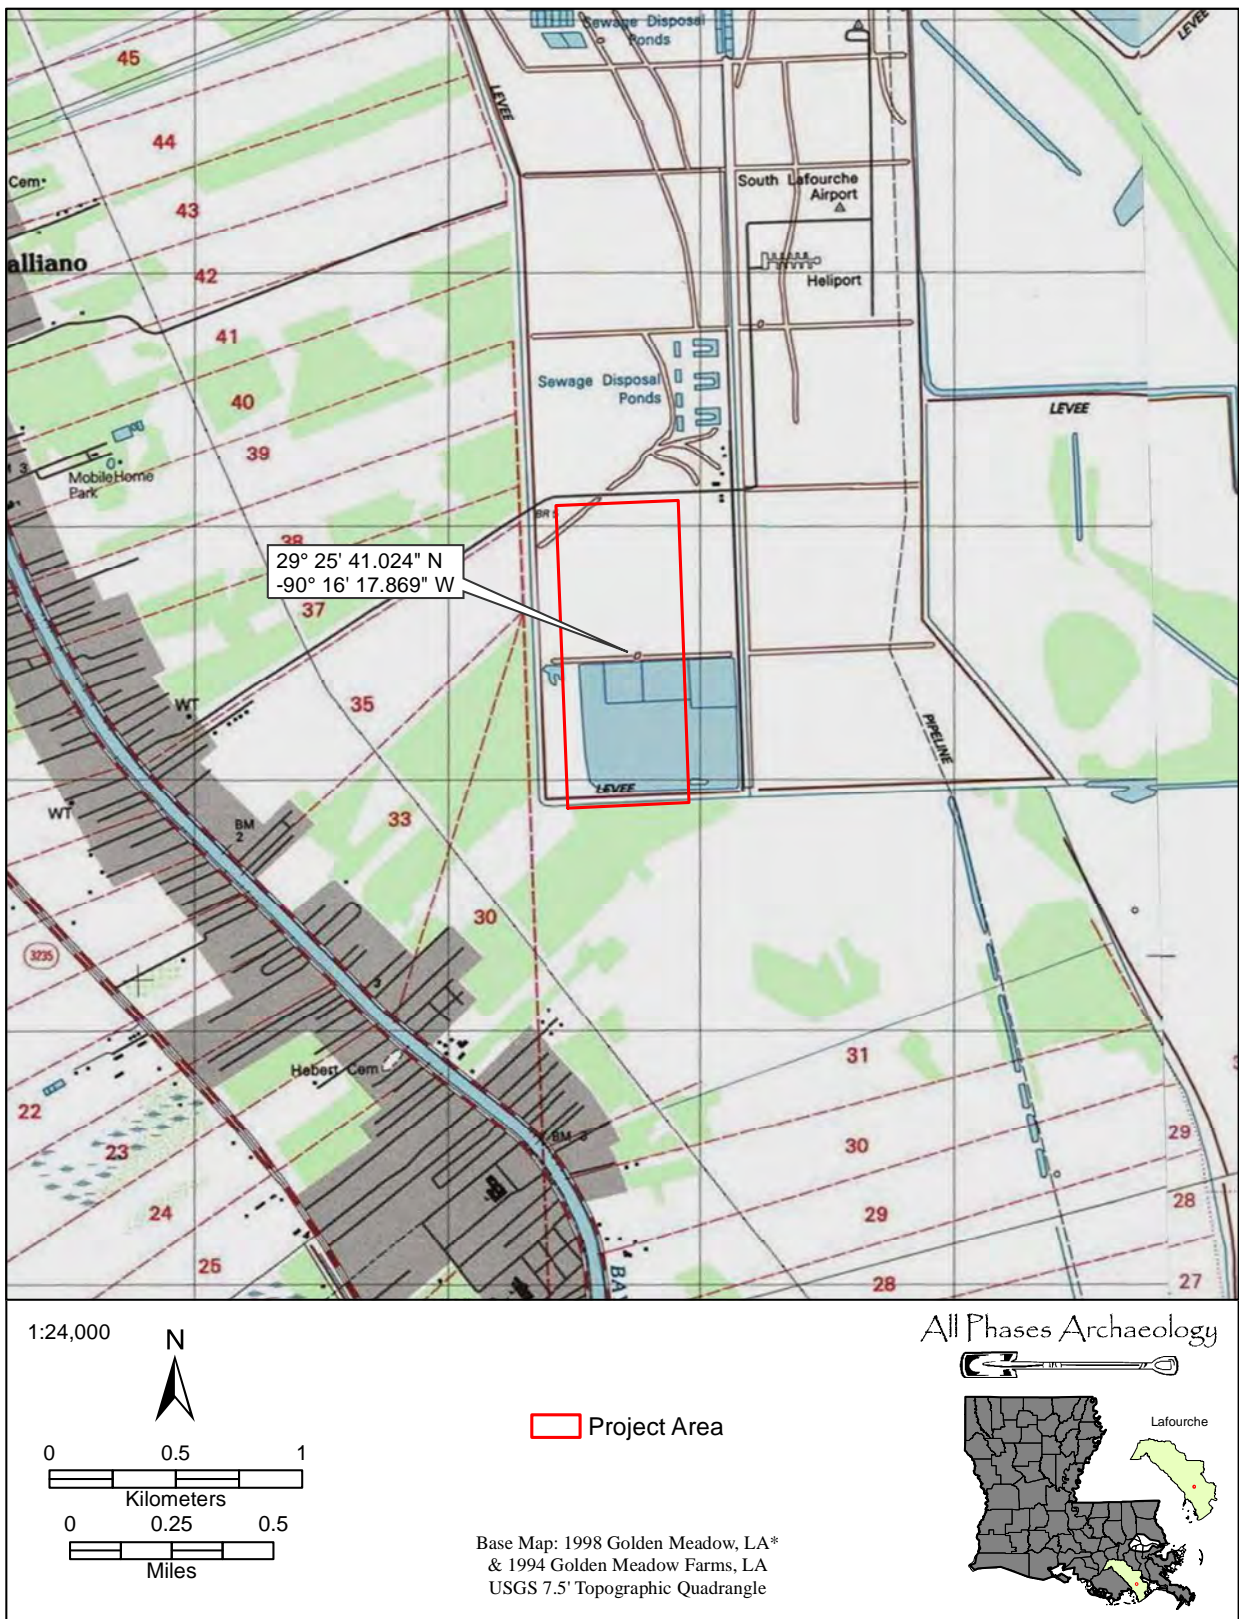 Sewage Disposal
Ponds
LEVEE
45
LEVEE
44
Cem
South Lafourche
Airport
43
alliano
42
Heliport
41
Sewage Disposal
Ponds
40
LEVEE
39
M 3
Mobile Home
Park
BR
38
29° 25' 41.024" N
-90° 16' 17.869" W
37
WT
35
PIPELINE
LEVEE
WT
BM
2
33
30
3235
3
31
Hebert Cem
22
23
BM 3
30
29
24
29
28
25
BA
28
27
1:24,000
N
0 0.5 1
Kilometers
0 0.25 0.5
Miles
Project Area
Base Map: 1998 Golden Meadow, LA*
& 1994 Golden Meadow Farms, LA
USGS 7.5' Topographic Quadrangle
All Phases Archaeology
Lafourche